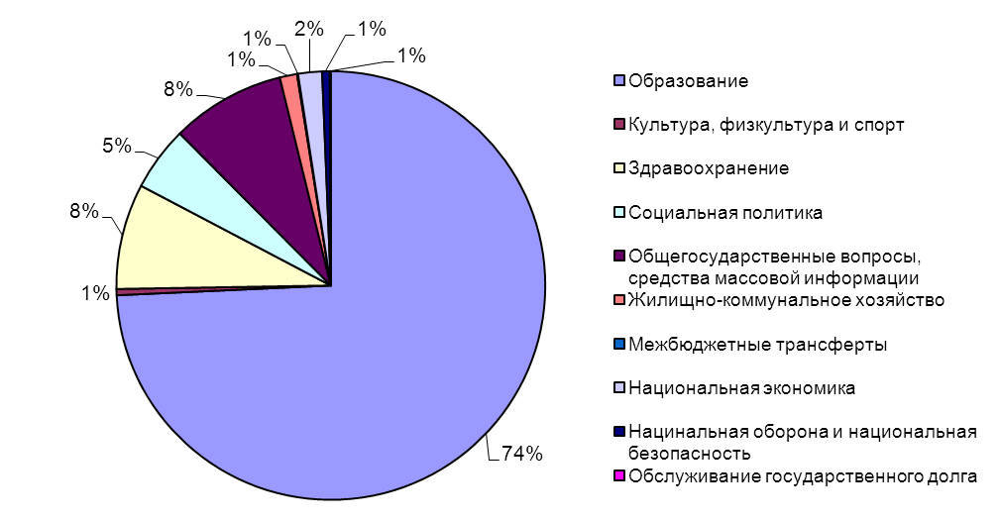 1%
2%
1%
1%
1%
8%
5%
8%
1%
74%
Образование
Культура, физкультура и спорт
Здравоохранение
Социальная политика
Общегосударственные вопросы,
средства массовой информации
Жилищно-коммунальное хозяйство
Межбюджетные трансферты
Национальная экономика
Нацинальная оборона и национальная
безопасность
Обслуживание государственного долга